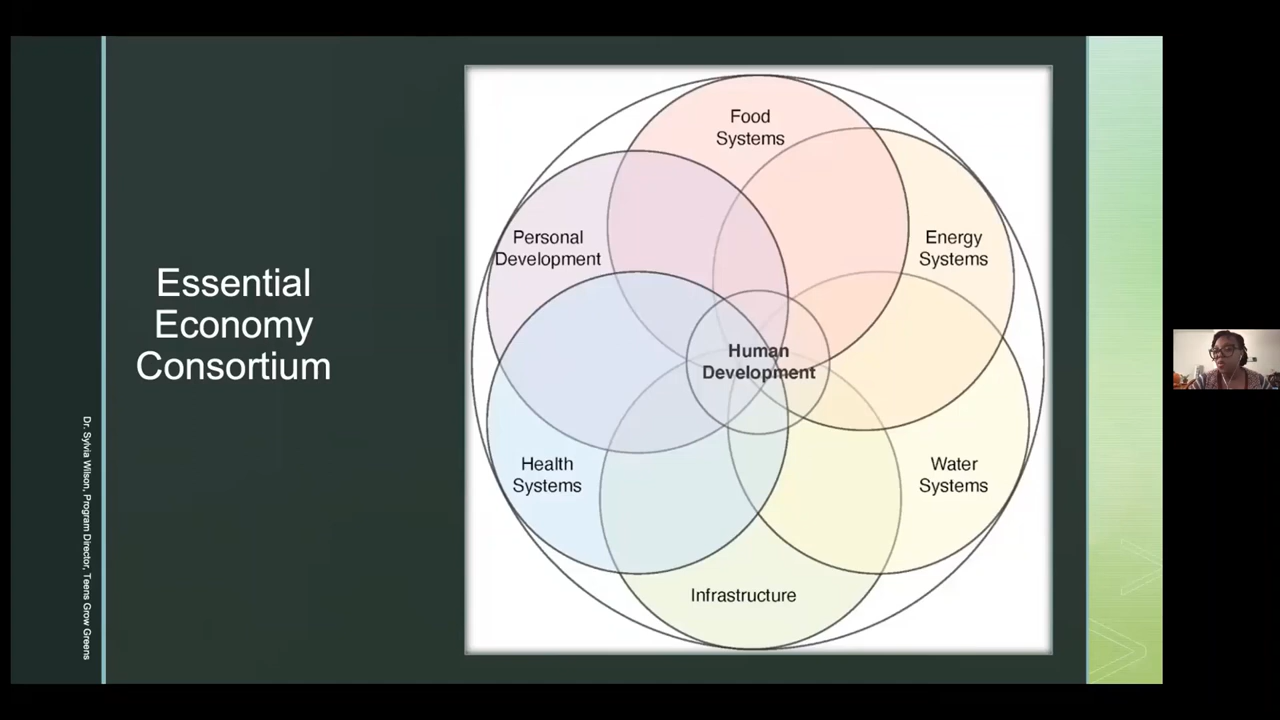 Essential
Economy
Consortium
Dr. Sylvia Wilson, Program Director, Teens Grow Greens
Food
Systems
Personal
Development
Energy
Systems
Human
Development
Health
Systems
Water
Systems
Infrastructure